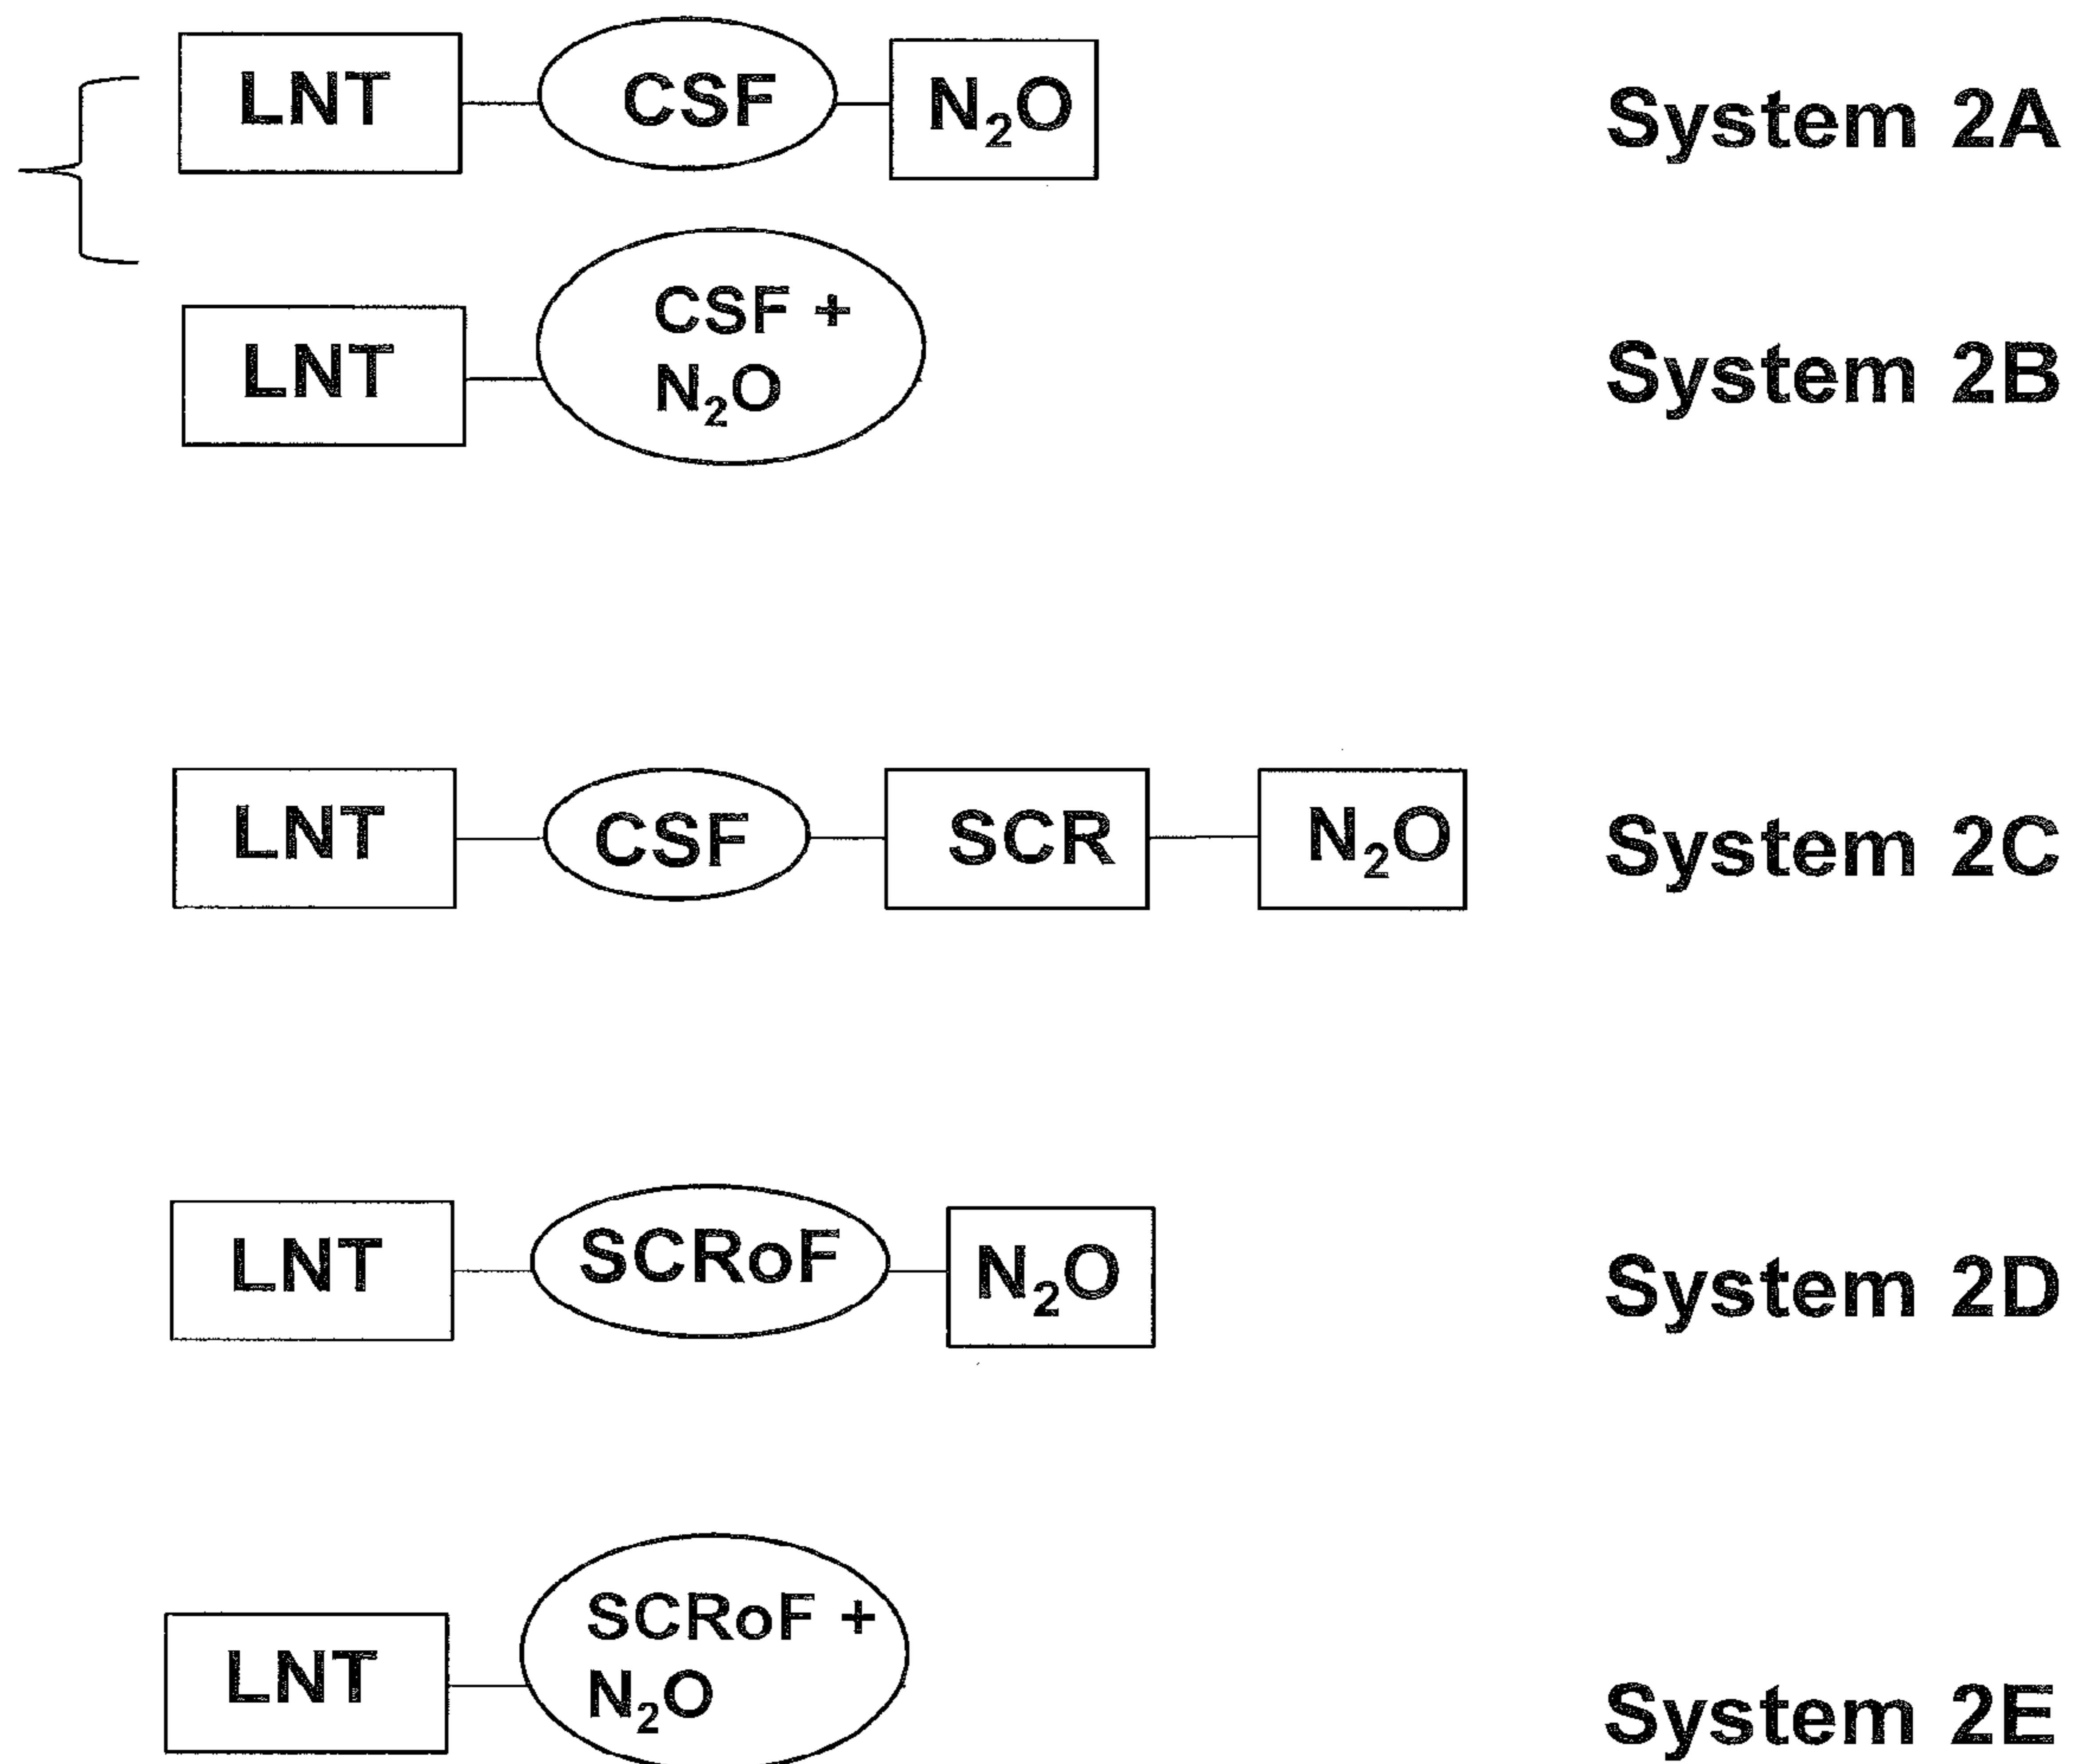 LNT CSF N₂O System 2A
CSF +
LNT N₂O System 2B
LNT CSF SCR N₂O System 2C
LNT SCRoF N₂O System 2D
SCRoF +
LNT N₂O System 2E